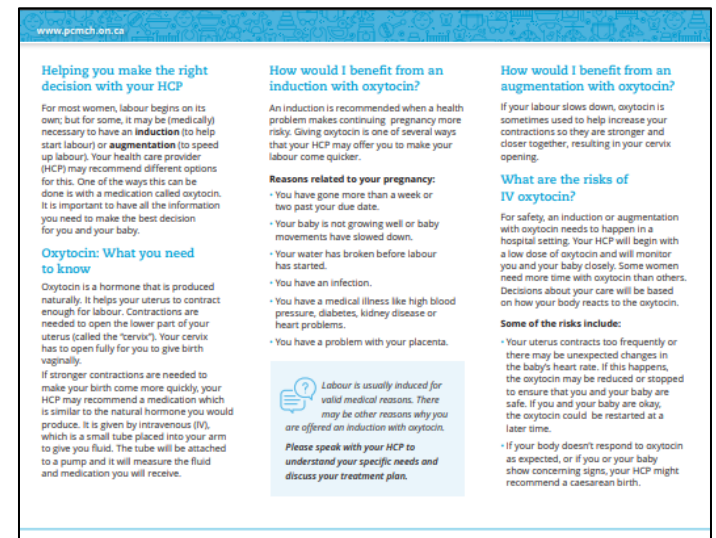 www.pcmch.on.ca
Helping you make the right
decision with your HCP
For most women, labour begins on its
own; but for some, it may be (medically)
necessary to have an induction (to help
start labour) or augmentation (to speed
up labour). Your health care provider
(HCP) may recommend different options
for this. One of the ways this can be
done is with a medication called oxytocin.
It is important to have all the information
you need to make the best decision
for you and your baby.
Oxytocin: What you need
to know
Oxytocin is a hormone that is produced
naturally. It helps your uterus to contract
enough for labour. Contractions are
needed to open the lower part of your
uterus (called the “cervix”). Your cervix
has to open fully for you to give birth
vaginally.
If stronger contractions are needed to
make your birth come more quickly, your
HCP may recommend a medication which
is similar to the natural hormone you would
produce. It is given by intravenous (IV),
which is a small tube placed into your arm
to give you fluid. The tube will be attached
to a pump and it will measure the fluid
and medication you will receive.
How would I benefit from an
induction with oxytocin?
An induction is recommended when a health
problem makes continuing pregnancy more
risky. Giving oxytocin is one of several ways
that your HCP may offer you to make your
labour come quicker.
Reasons related to your pregnancy:
• You have gone more than a week or
two past your due date.
• Your baby is not growing well or baby
movements have slowed down.
• Your water has broken before labour
has started.
• You have an infection.
• You have a medical illness like high blood
pressure, diabetes, kidney disease or
heart problems.
• You have a problem with your placenta.
?
Labour is usually induced for
valid medical reasons. There
may be other reasons why you
are offered an induction with oxytocin.
Please speak with your HCP to
understand your specific needs and
discuss your treatment plan.
How would I benefit from an
augmentation with oxytocin?
If your labour slows down, oxytocin is
sometimes used to help increase your
contractions so they are stronger and
closer together, resulting in your cervix
opening.
What are the risks of
IV oxytocin?
For safety, an induction or augmentation
with oxytocin needs to happen in a
hospital setting. Your HCP will begin with
a low dose of oxytocin and will monitor
you and your baby closely. Some women
need more time with oxytocin than others.
Decisions about your care will be based
on how your body reacts to the oxytocin.
Some of the risks include:
• Your uterus contracts too frequently or
there may be unexpected changes in
the baby’s heart rate. If this happens,
the oxytocin may be reduced or stopped
to ensure that you and your baby are
safe. If you and your baby are okay,
the oxytocin could be restarted at a
later time.
• If your body doesn’t respond to oxytocin
as expected, or if you or your baby
show concerning signs, your HCP might
recommend a caesarean birth.